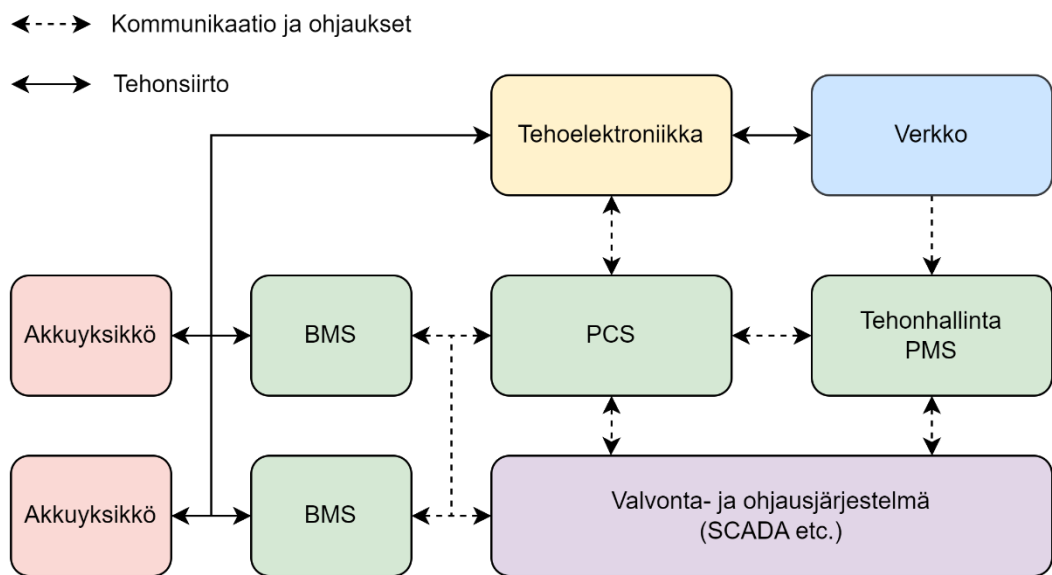 Kommunikaatio ja ohjaukset
Tehonsiirto
Tehoelektroniikka
Verkko
Akkuyksikkö
BMS
PCS
Tehonhallinta
PMS
Akkuyksikkö
BMS
Valvonta- ja ohjausjärjestelmä
(SCADA etc.)